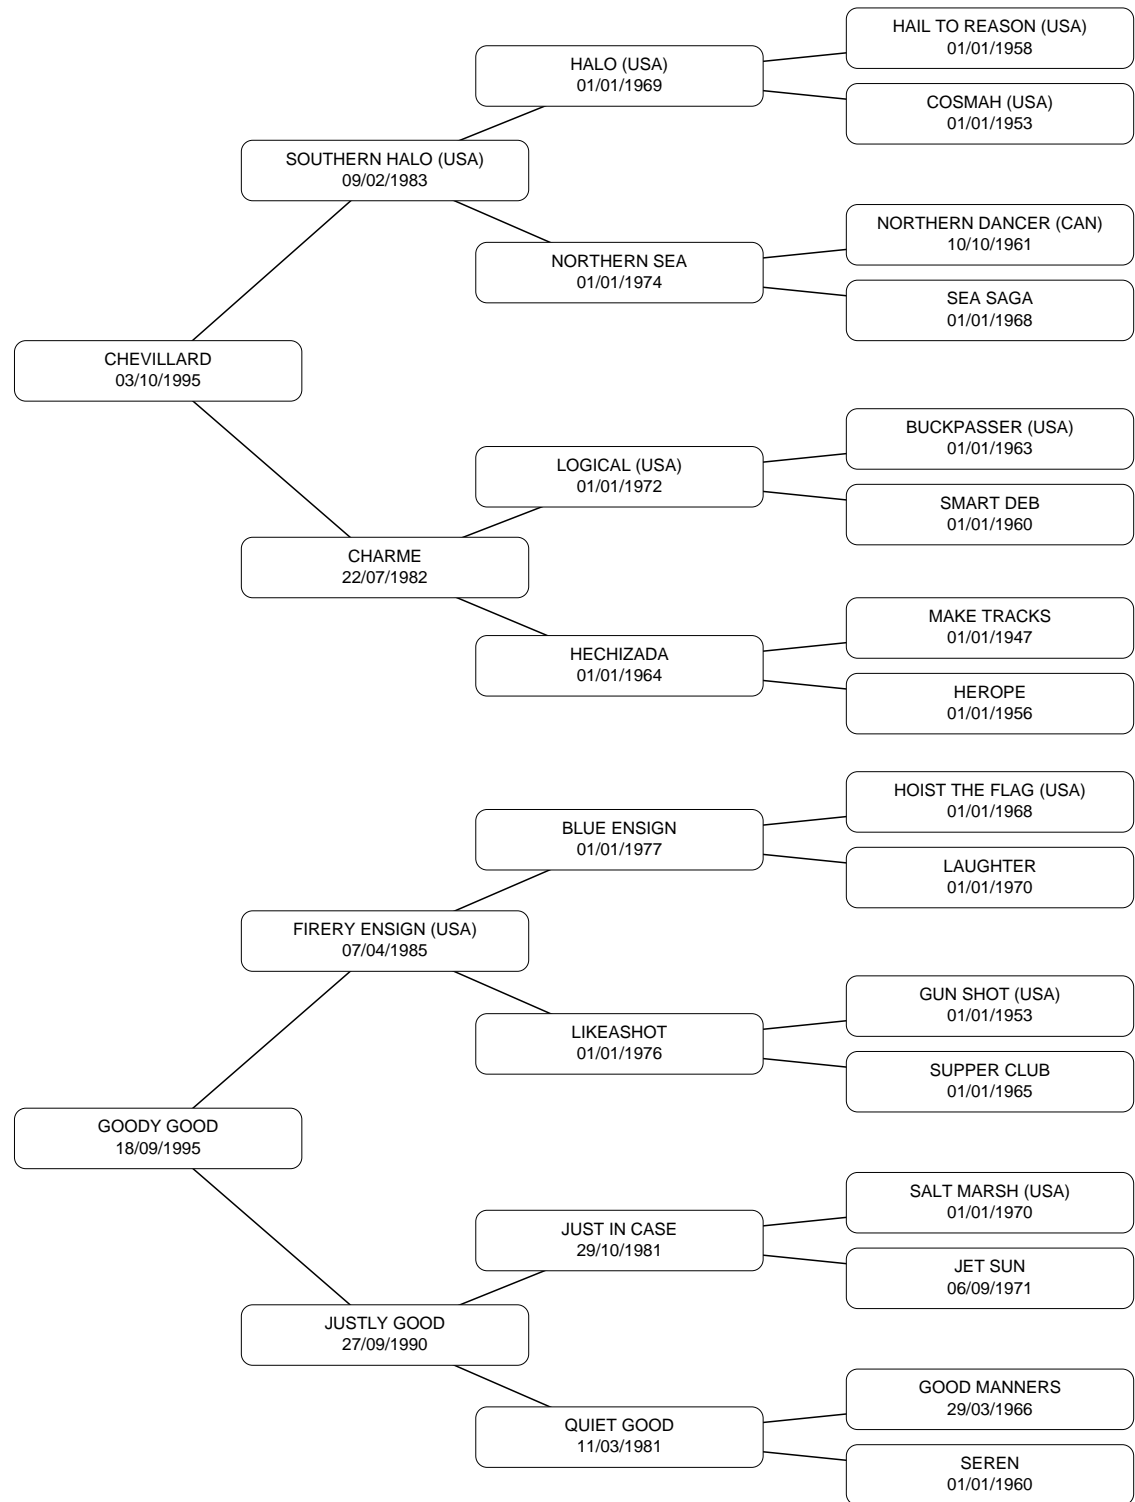 HAIL TO REASON (USA)
01/01/1958
HALO (USA)
01/01/1969
COSMAH (USA)
01/01/1953
SOUTHERN HALO (USA)
09/02/1983
NORTHERN DANCER (CAN)
10/10/1961
NORTHERN SEA
01/01/1974
SEA SAGA
01/01/1968
CHEVILLARD
03/10/1995
BUCKPASSER (USA)
01/01/1963
LOGICAL (USA)
01/01/1972
SMART DEB
01/01/1960
CHARME
22/07/1982
MAKE TRACKS
01/01/1947
HECHIZADA
01/01/1964
HEROPE
01/01/1956
HOIST THE FLAG (USA)
01/01/1968
BLUE ENSIGN
01/01/1977
LAUGHTER
01/01/1970
FIRERY ENSIGN (USA)
07/04/1985
GUN SHOT (USA)
01/01/1953
LIKEASHOT
01/01/1976
SUPPER CLUB
01/01/1965
GOODY GOOD
18/09/1995
SALT MARSH (USA)
01/01/1970
JUST IN CASE
29/10/1981
JET SUN
06/09/1971
JUSTLY GOOD
27/09/1990
GOOD MANNERS
29/03/1966
QUIET GOOD
11/03/1981
SEREN
01/01/1960